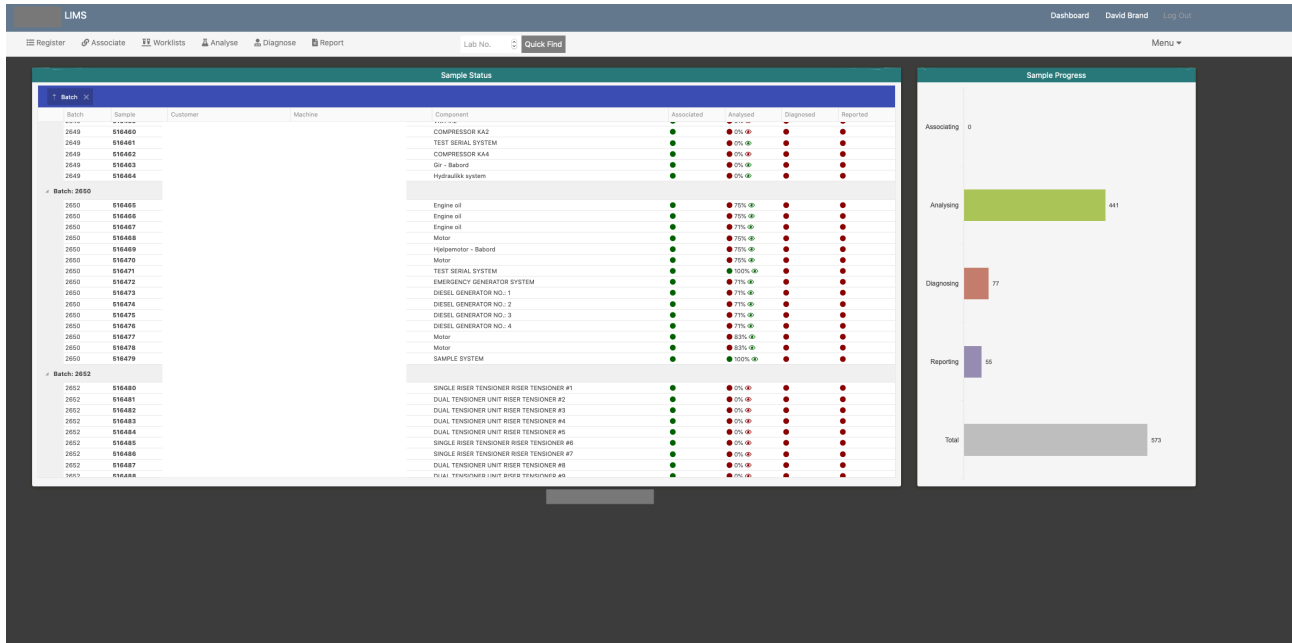 LIMS
Dashboard David Brand Log Out
Register Associate Worklists Analyse Diagnose Report Lab No. Quick Find Menu
Sample Status
↑ Batch ×
Batch Sample Customer Machine Component Associated Analysed Diagnosed Reported
2649 516460 COMPRESSOR KA2 0%
2649 516461 TEST SERIAL SYSTEM 0%
2649 516462 COMPRESSOR KA4 0%
2649 516463 Gir - Babord 0%
2649 516464 Hydraulikk system 0%
Batch: 2650
2650 516465 Engine oil 75%
2650 516466 Engine oil 75%
2650 516467 Engine oil 71%
2650 516468 Motor 75%
2650 516469 Hjelpemotor - Babord 75%
2650 516470 Motor 75%
2650 516471 TEST SERIAL SYSTEM 100%
2650 516472 EMERGENCY GENERATOR SYSTEM 71%
2650 516473 DIESEL GENERATOR NO.: 1 71%
2650 516474 DIESEL GENERATOR NO.: 2 71%
2650 516475 DIESEL GENERATOR NO.: 3 71%
2650 516476 DIESEL GENERATOR NO.: 4 71%
2650 516477 Motor 83%
2650 516478 Motor 83%
2650 516479 SAMPLE SYSTEM 100%
Batch: 2652
2652 516480 SINGLE RISER TENSIONER RISER TENSIONER #1 0%
2652 516481 DUAL TENSIONER UNIT RISER TENSIONER #2 0%
2652 516482 DUAL TENSIONER UNIT RISER TENSIONER #3 0%
2652 516483 DUAL TENSIONER UNIT RISER TENSIONER #4 0%
2652 516484 DUAL TENSIONER UNIT RISER TENSIONER #5 0%
2652 516485 SINGLE RISER TENSIONER RISER TENSIONER #6 0%
2652 516486 SINGLE RISER TENSIONER RISER TENSIONER #7 0%
2652 516487 DUAL TENSIONER UNIT RISER TENSIONER #8 0%
2652 516488 DUAL TENSIONER UNIT RISER TENSIONER #9 0%
Sample Progress
Associating 0
Analysing 441
Diagnosing 77
Reporting 55
Total 573